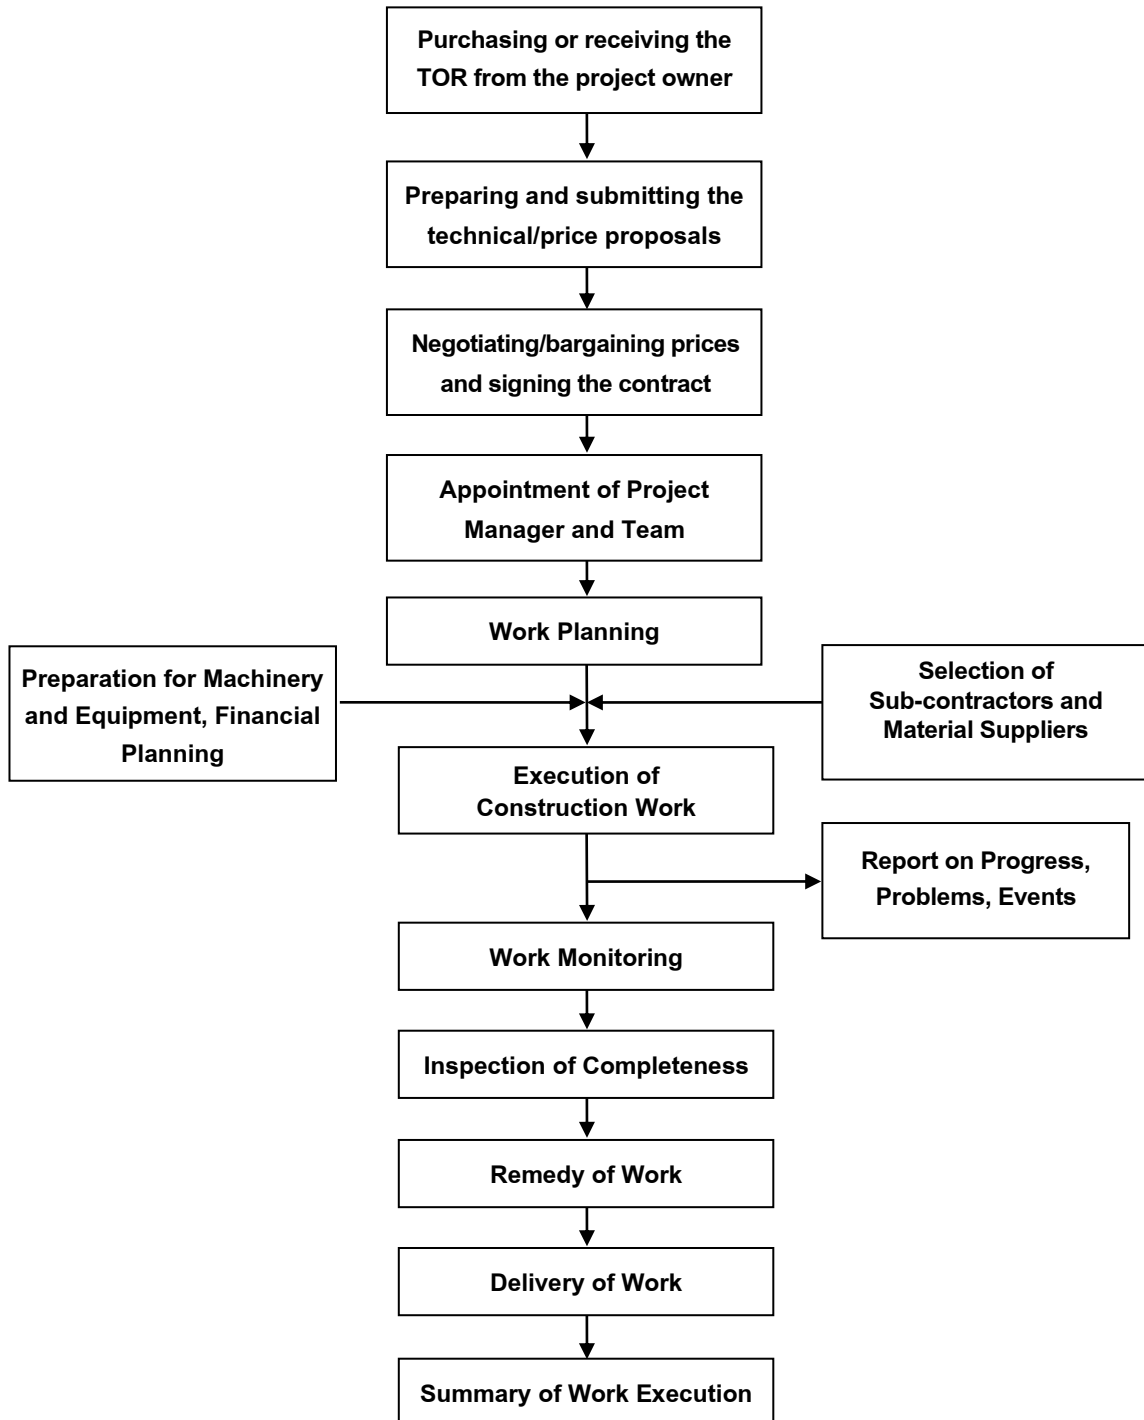 Purchasing or receiving the
TOR from the project owner
Preparing and submitting the
technical/price proposals
Negotiating/bargaining prices
and signing the contract
Appointment of Project
Manager and Team
Work Planning
Preparation for Machinery
and Equipment, Financial
Planning
Selection of
Sub-contractors and
Material Suppliers
Execution of
Construction Work
Report on Progress,
Problems, Events
Work Monitoring
Inspection of Completeness
Remedy of Work
Delivery of Work
Summary of Work Execution